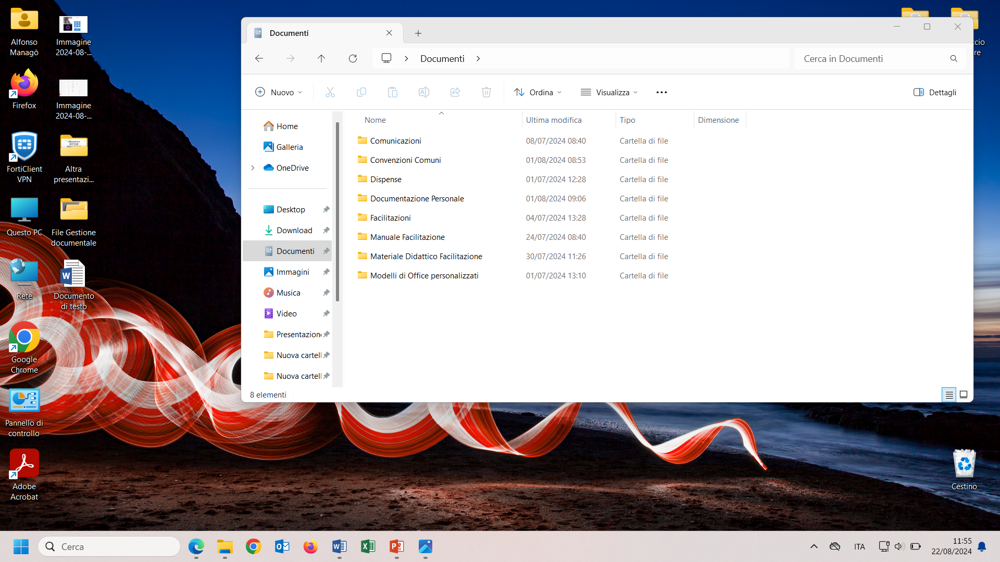 Alfonso
Managò
Immagine
2024-08-...
Firefox
Immagine
2024-08-...
FortiClient
VPN
Altra
presentazi...
Questo PC
File Gestione
documentale
Rete
Documento
di testo
Google
Chrome
Pannello di
controllo
Adobe
Acrobat
Documenti
Documenti
Cerca in Documenti
Nuovo
Ordina
Visualizza
Dettagli
Home
Galleria
OneDrive
Desktop
Download
Documenti
Immagini
Musica
Video
Presentazione
Nuova cartell
Nuova cartell
Nome Ultima modifica Tipo Dimensione
Comunicazioni 08/07/2024 08:40 Cartella di file
Convenzioni Comuni 01/08/2024 08:53 Cartella di file
Dispense 01/07/2024 12:28 Cartella di file
Documentazione Personale 01/08/2024 09:06 Cartella di file
Facilitazioni 04/07/2024 13:28 Cartella di file
Manuale Facilitazione 24/07/2024 08:40 Cartella di file
Materiale Didattico Facilitazione 30/07/2024 11:26 Cartella di file
Modelli di Office personalizzati 01/07/2024 13:10 Cartella di file
8 elementi
ccio
re
Cestino
Cerca
ITA
11:55
22/08/2024